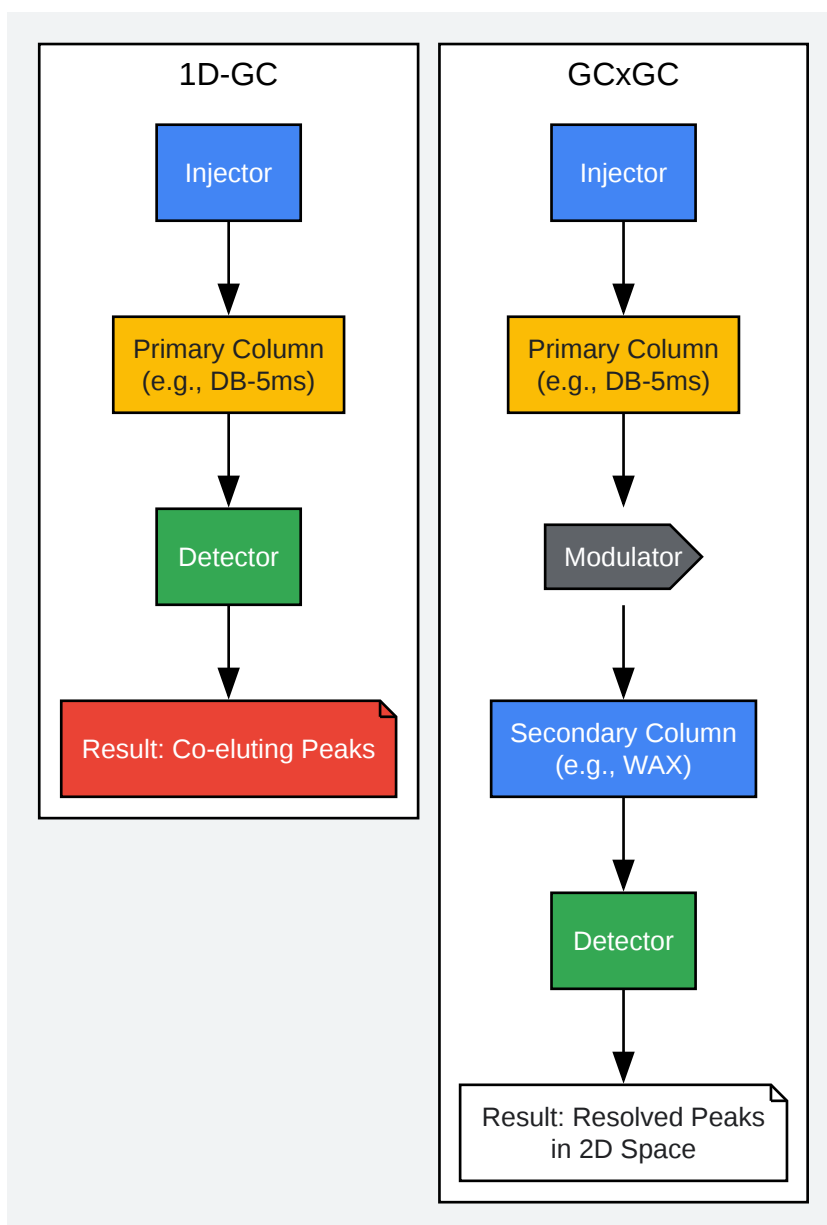 1D-GC
Injector
Primary Column
(e.g., DB-5ms)
Detector
Result: Co-eluting Peaks
GCxGC
Injector
Primary Column
(e.g., DB-5ms)
Modulator
Secondary Column
(e.g., WAX)
Detector
Result: Resolved Peaks
in 2D Space